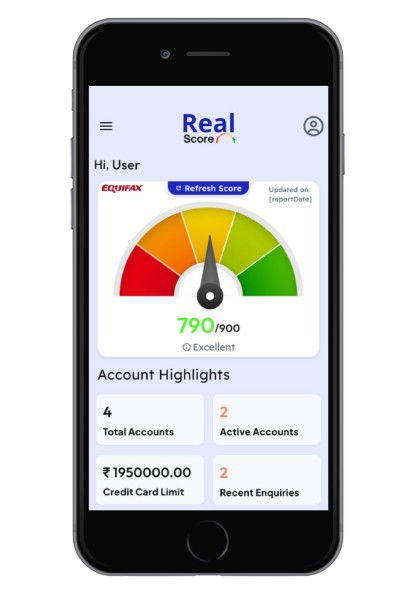 Real
Score
Hi, User
EQUIFAX
Refresh Score
Updated on:
[reportDate]
790/900
Excellent
Account Highlights
4
Total Accounts
2
Active Accounts
₹ 1950000.00
Credit Card Limit
2
Recent Enquiries